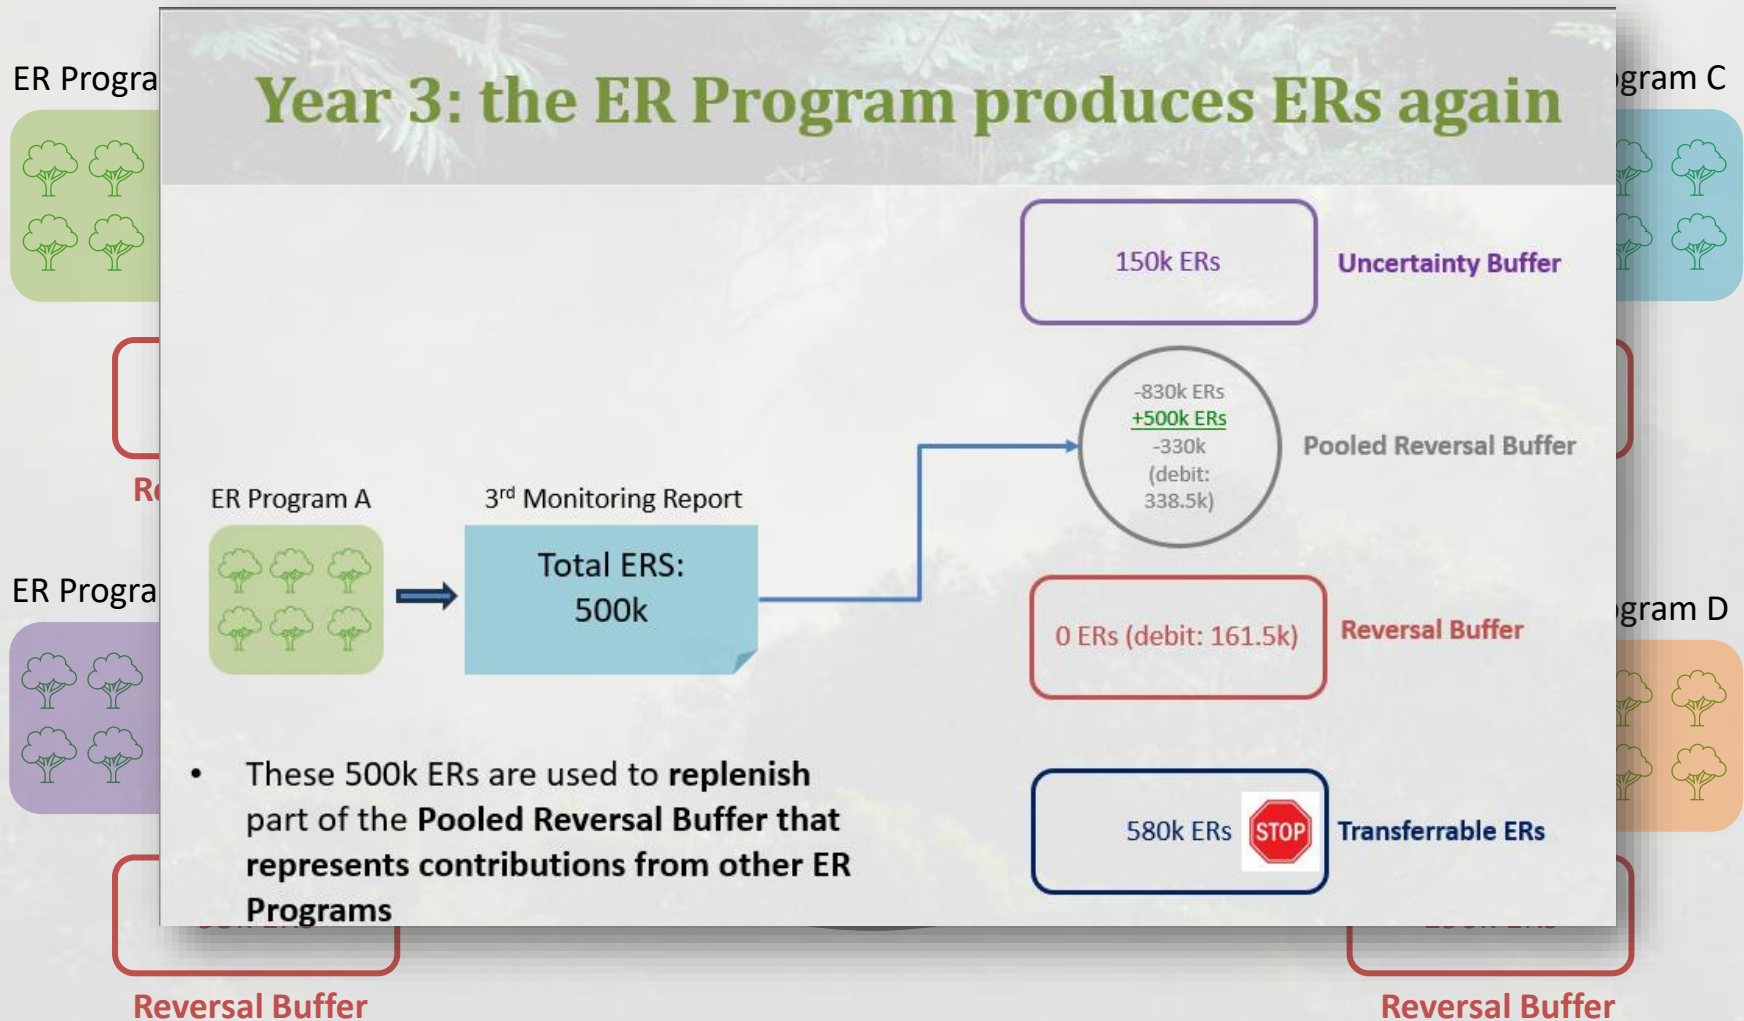 Year 3: the ER Program produces ERs again
ER Progra
gram C
150k ERs
Uncertainty Buffer
-830k ERs
+500k ERs
-330k
(debit:
338.5k)
Pooled Reversal Buffer
Re
ER Program A
3rd Monitoring Report
Total ERS:
500k
ER Progra
gram D
0 ERs (debit: 161.5k)
Reversal Buffer
• These 500k ERs are used to replenish
part of the Pooled Reversal Buffer that
represents contributions from other ER
Programs
580k ERs
STOP
Transferrable ERs
Reversal Buffer
Reversal Buffer